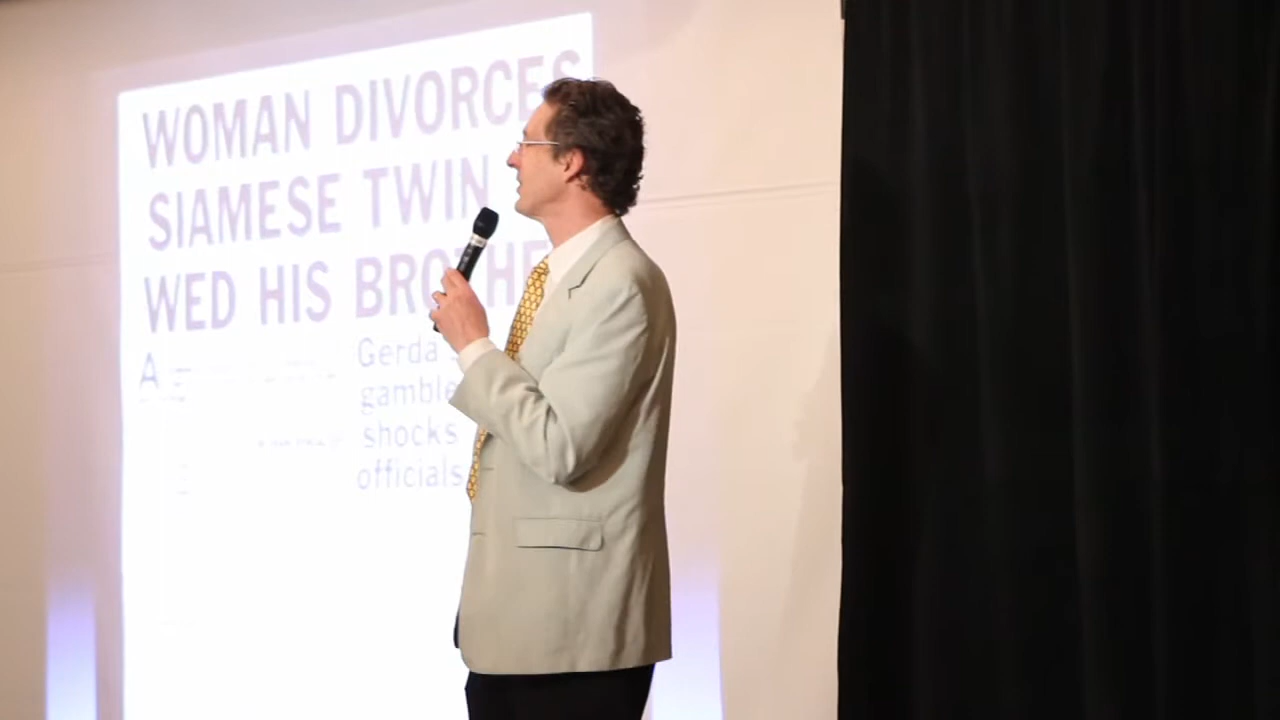 WOMAN DIVORCES
SIAMESE TWIN
WED HIS BROTHE
A
Gerda
gamble
shocks
officials